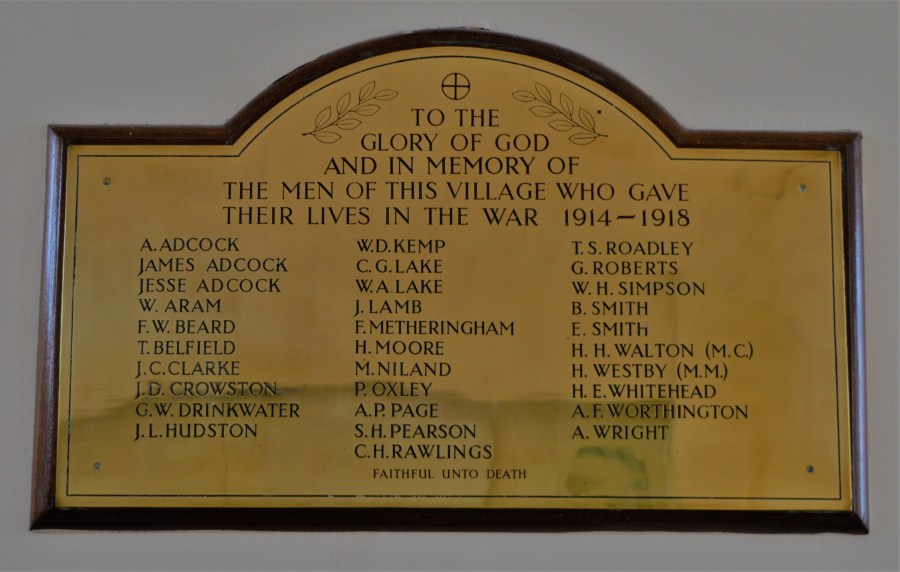 TO THE
GLORY OF GOD
AND IN MEMORY OF
THE MEN OF THIS VILLAGE WHO GAVE
THEIR LIVES IN THE WAR 1914-1918
A. ADCOCK
JAMES ADCOCK
JESSE ADCOCK
W. ARAM
F. W. BEARD
T. BELFIELD
J. C. CLARKE
J. D. CROWSTON
G. W. DRINKWATER
J. L. HUDSTON
W. D. KEMP
C. G. LAKE
W. A. LAKE
J. LAMB
F. METHERINGHAM
H. MOORE
M. NILAND
P. OXLEY
A. P. PAGE
S. H. PEARSON
C. H. RAWLINGS
T. S. ROADLEY
G. ROBERTS
W. H. SIMPSON
B. SMITH
E. SMITH
H. H. WALTON (M.C.)
H. WESTBY (M.M.)
H. E. WHITEHEAD
A. F. WORTHINGTON
A. WRIGHT
FAITHFUL UNTO DEATH